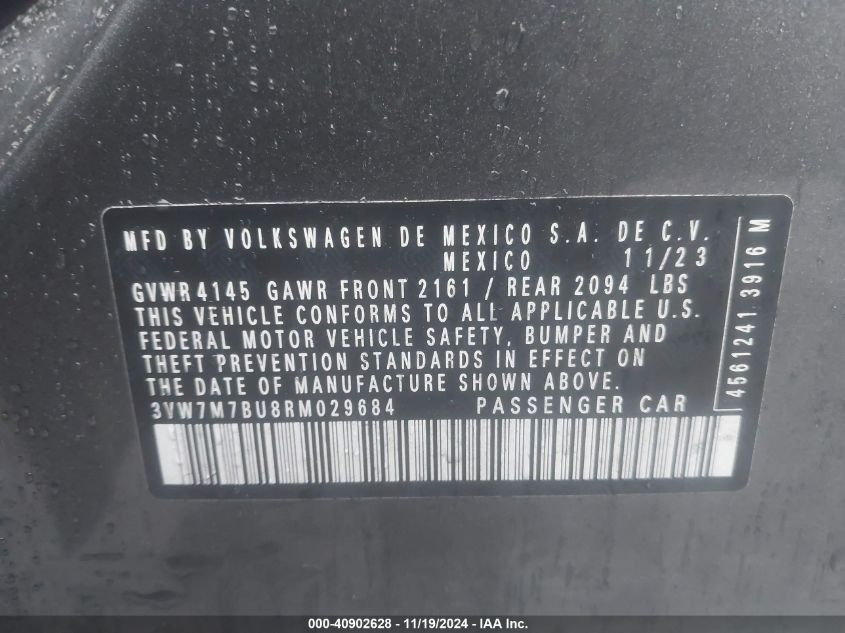 MFD BY VOLKSWAGEN DE MEXICO S.A. DE C.V.
MEXICO 11/23
GVWR 4145 GAWR FRONT 2161 / REAR 2094 LBS
THIS VEHICLE CONFORMS TO ALL APPLICABLE U.S.
FEDERAL MOTOR VEHICLE SAFETY, BUMPER AND
THEFT PREVENTION STANDARDS IN EFFECT ON
THE DATE OF MANUFACTURE SHOWN ABOVE.
3VW7M7BU8RM029684 PASSENGER CAR
4561241 3916 M
000-40902628 - 11/19/2024 - IAA Inc.